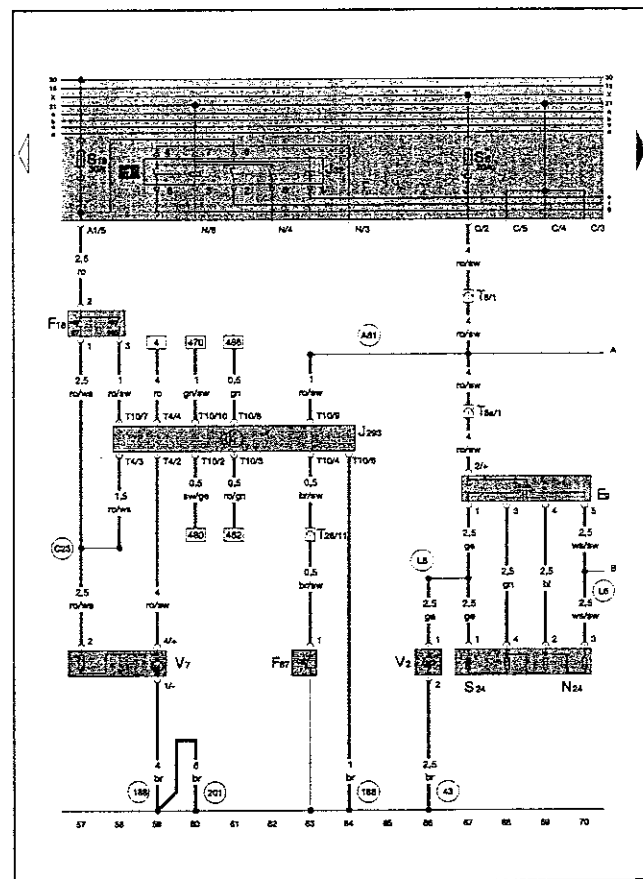 30 30
15
X X
31 31
S
A1/5 N/6 N/4 N/3 O/2 C/5 C/4 C/3
2,5 4
ro ro/sw
T8/1
2 4
F18 4 470 ro/sw
A81 A
1 3
2,5 1 4 1 0,5 1 4
ro/ws ro/sw ro gn/sw gn ro/sw ro/sw
T8a/1
T10/7 T4/4 T10/10 T10/8 T10/9 4
J293 ro/sw
T4/3 T4/2 T10/2 T10/3 T10/4 T10/6 2/+
1,5 0,5 0,5 0,5 E9
ro/ws sw/ge ro/gn br/sw 1 3 4 5
480 482 T28/11 2,5 2,5
C23 ge ws/sw
L5 2,5 2,5 B
2,5 4 0,5 gn bl L6
ro/ws ro/sw br/sw 2,5 2,5 2,5
ge ge ws/sw
2 4/+ 1 1 1 4 2 3
V7 F87 V2
1/- 2 S24 N24
4 6 1 2,5
br br br br
188 201 188 43
57 58 59 60 61 62 63 64 65 66 67 68 69 70